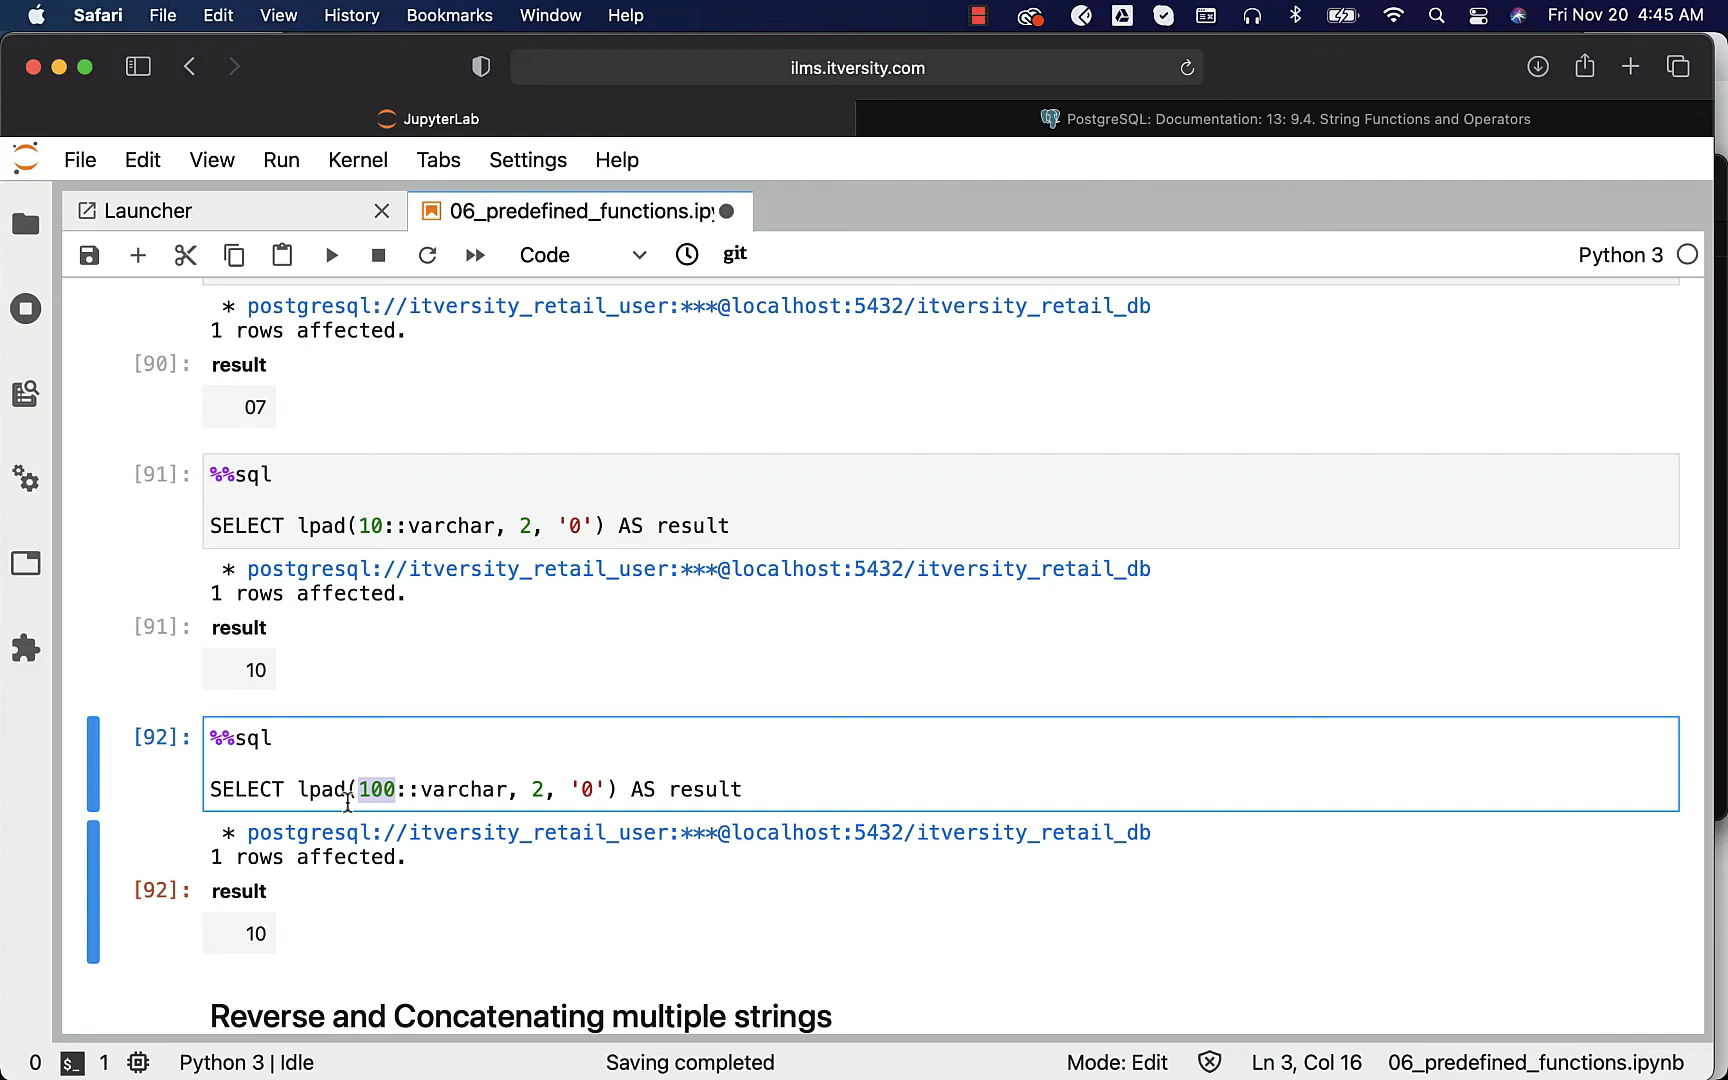 Safari File Edit View History Bookmarks Window Help Fri Nov 20 4:45 AM
ilms.itversity.com
JupyterLab PostgreSQL: Documentation: 13: 9.4. String Functions and Operators
File Edit View Run Kernel Tabs Settings Help
Launcher 06_predefined_functions.ip
Code git Python 3
* postgresql://itversity_retail_user:***@localhost:5432/itversity_retail_db
1 rows affected.
[90]: result
07
[91]: %%sql
SELECT lpad(10::varchar, 2, '0') AS result
* postgresql://itversity_retail_user:***@localhost:5432/itversity_retail_db
1 rows affected.
[91]: result
10
[92]: %%sql
SELECT lpad(100::varchar, 2, '0') AS result
* postgresql://itversity_retail_user:***@localhost:5432/itversity_retail_db
1 rows affected.
[92]: result
10
Reverse and Concatenating multiple strings
0 $_ 1 Python 3 | Idle Saving completed Mode: Edit Ln 3, Col 16 06_predefined_functions.ipynb